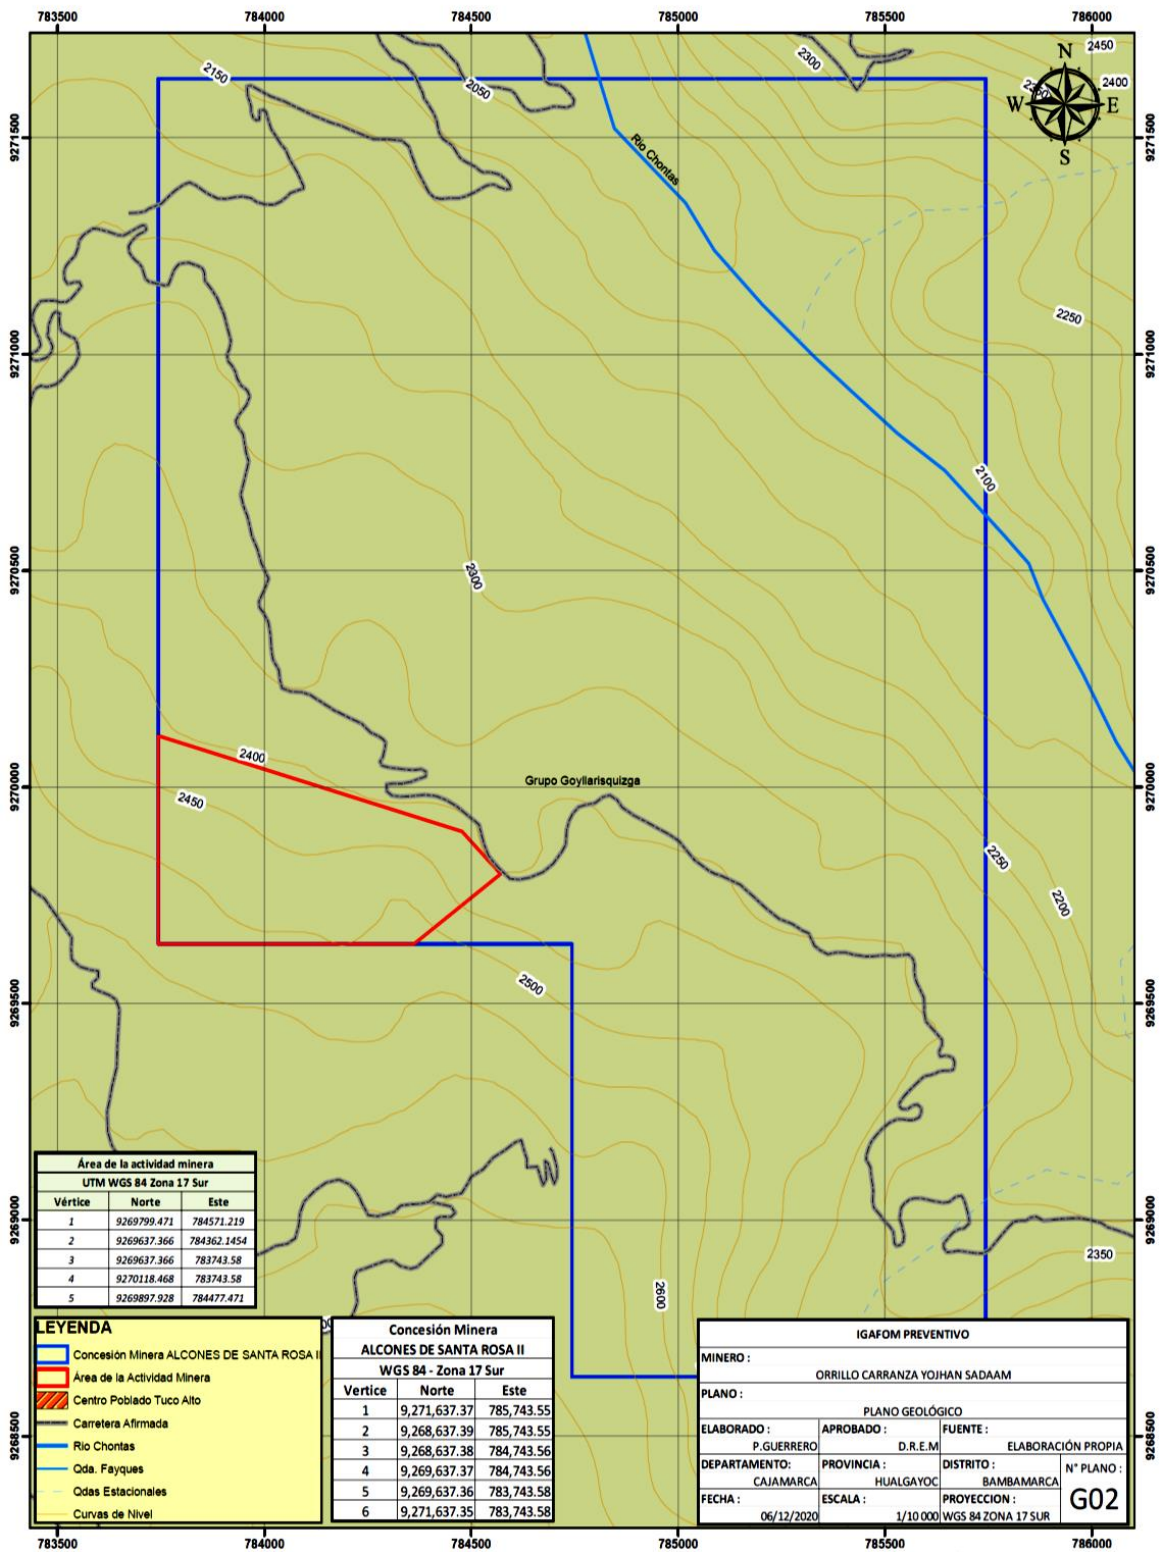 783500 784000 784500 785000 785500 786000
N
W E
S
2150
2050
2300
2450
2400
2250
Rio Chontas
9271500 9271500
2250
9271000 9271000
2100
2300
9270500 9270500
2400
2450
Grupo Goyllarisquizga
9270000 9270000
2250
2200
2500
9269500 9269500
9269000 9269000
2350
2600
9268500 9268500
Área de la actividad minera
UTM WGS 84 Zona 17 Sur
Vértice Norte Este
1 9269799.471 784571.219
2 9269637.366 784362.1454
3 9269637.366 783743.58
4 9270118.468 783743.58
5 9269897.928 784477.471
LEYENDA
Concesión Minera ALCONES DE SANTA ROSA II
Área de la Actividad Minera
Centro Poblado Tuco Alto
Carretera Afirmada
Rio Chontas
Qda. Fayques
Qdas Estacionales
Curvas de Nivel
Concesión Minera
ALCONES DE SANTA ROSA II
WGS 84 - Zona 17 Sur
Vertice Norte Este
1 9,271,637.37 785,743.55
2 9,268,637.39 785,743.55
3 9,268,637.38 784,743.56
4 9,269,637.37 784,743.56
5 9,269,637.36 783,743.58
6 9,271,637.35 783,743.58
IGAFOM PREVENTIVO
MINERO :
ORRILLO CARRANZA YOJHAN SADAAM
PLANO :
PLANO GEOLÓGICO
ELABORADO : APROBADO : FUENTE :
P.GUERRERO D.R.E.M ELABORACIÓN PROPIA
DEPARTAMENTO: PROVINCIA : DISTRITO : N° PLANO :
CAJAMARCA HUALGAYOC BAMBAMARCA
G02
FECHA : ESCALA : PROYECCION :
06/12/2020 1/10 000 WGS 84 ZONA 17 SUR
783500 784000 784500 785000 785500 786000